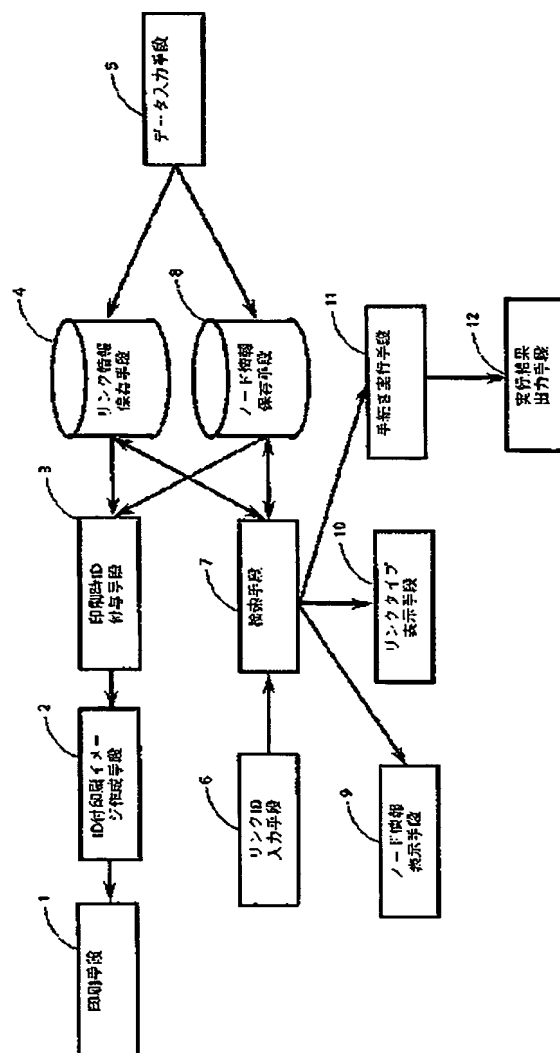 1
印刷手段
2
ID付印刷イメー
ジ作成手段
3
印刷時ID
付与手段
4
リンク情報
保存手段
5
データ入力手段
6
リンクID
入力手段
7
検索手段
8
ノード情報
保存手段
9
ノード情報
表示手段
10
リンクタイプ
表示手段
11
手続き実行手段
12
実行結果
出力手段